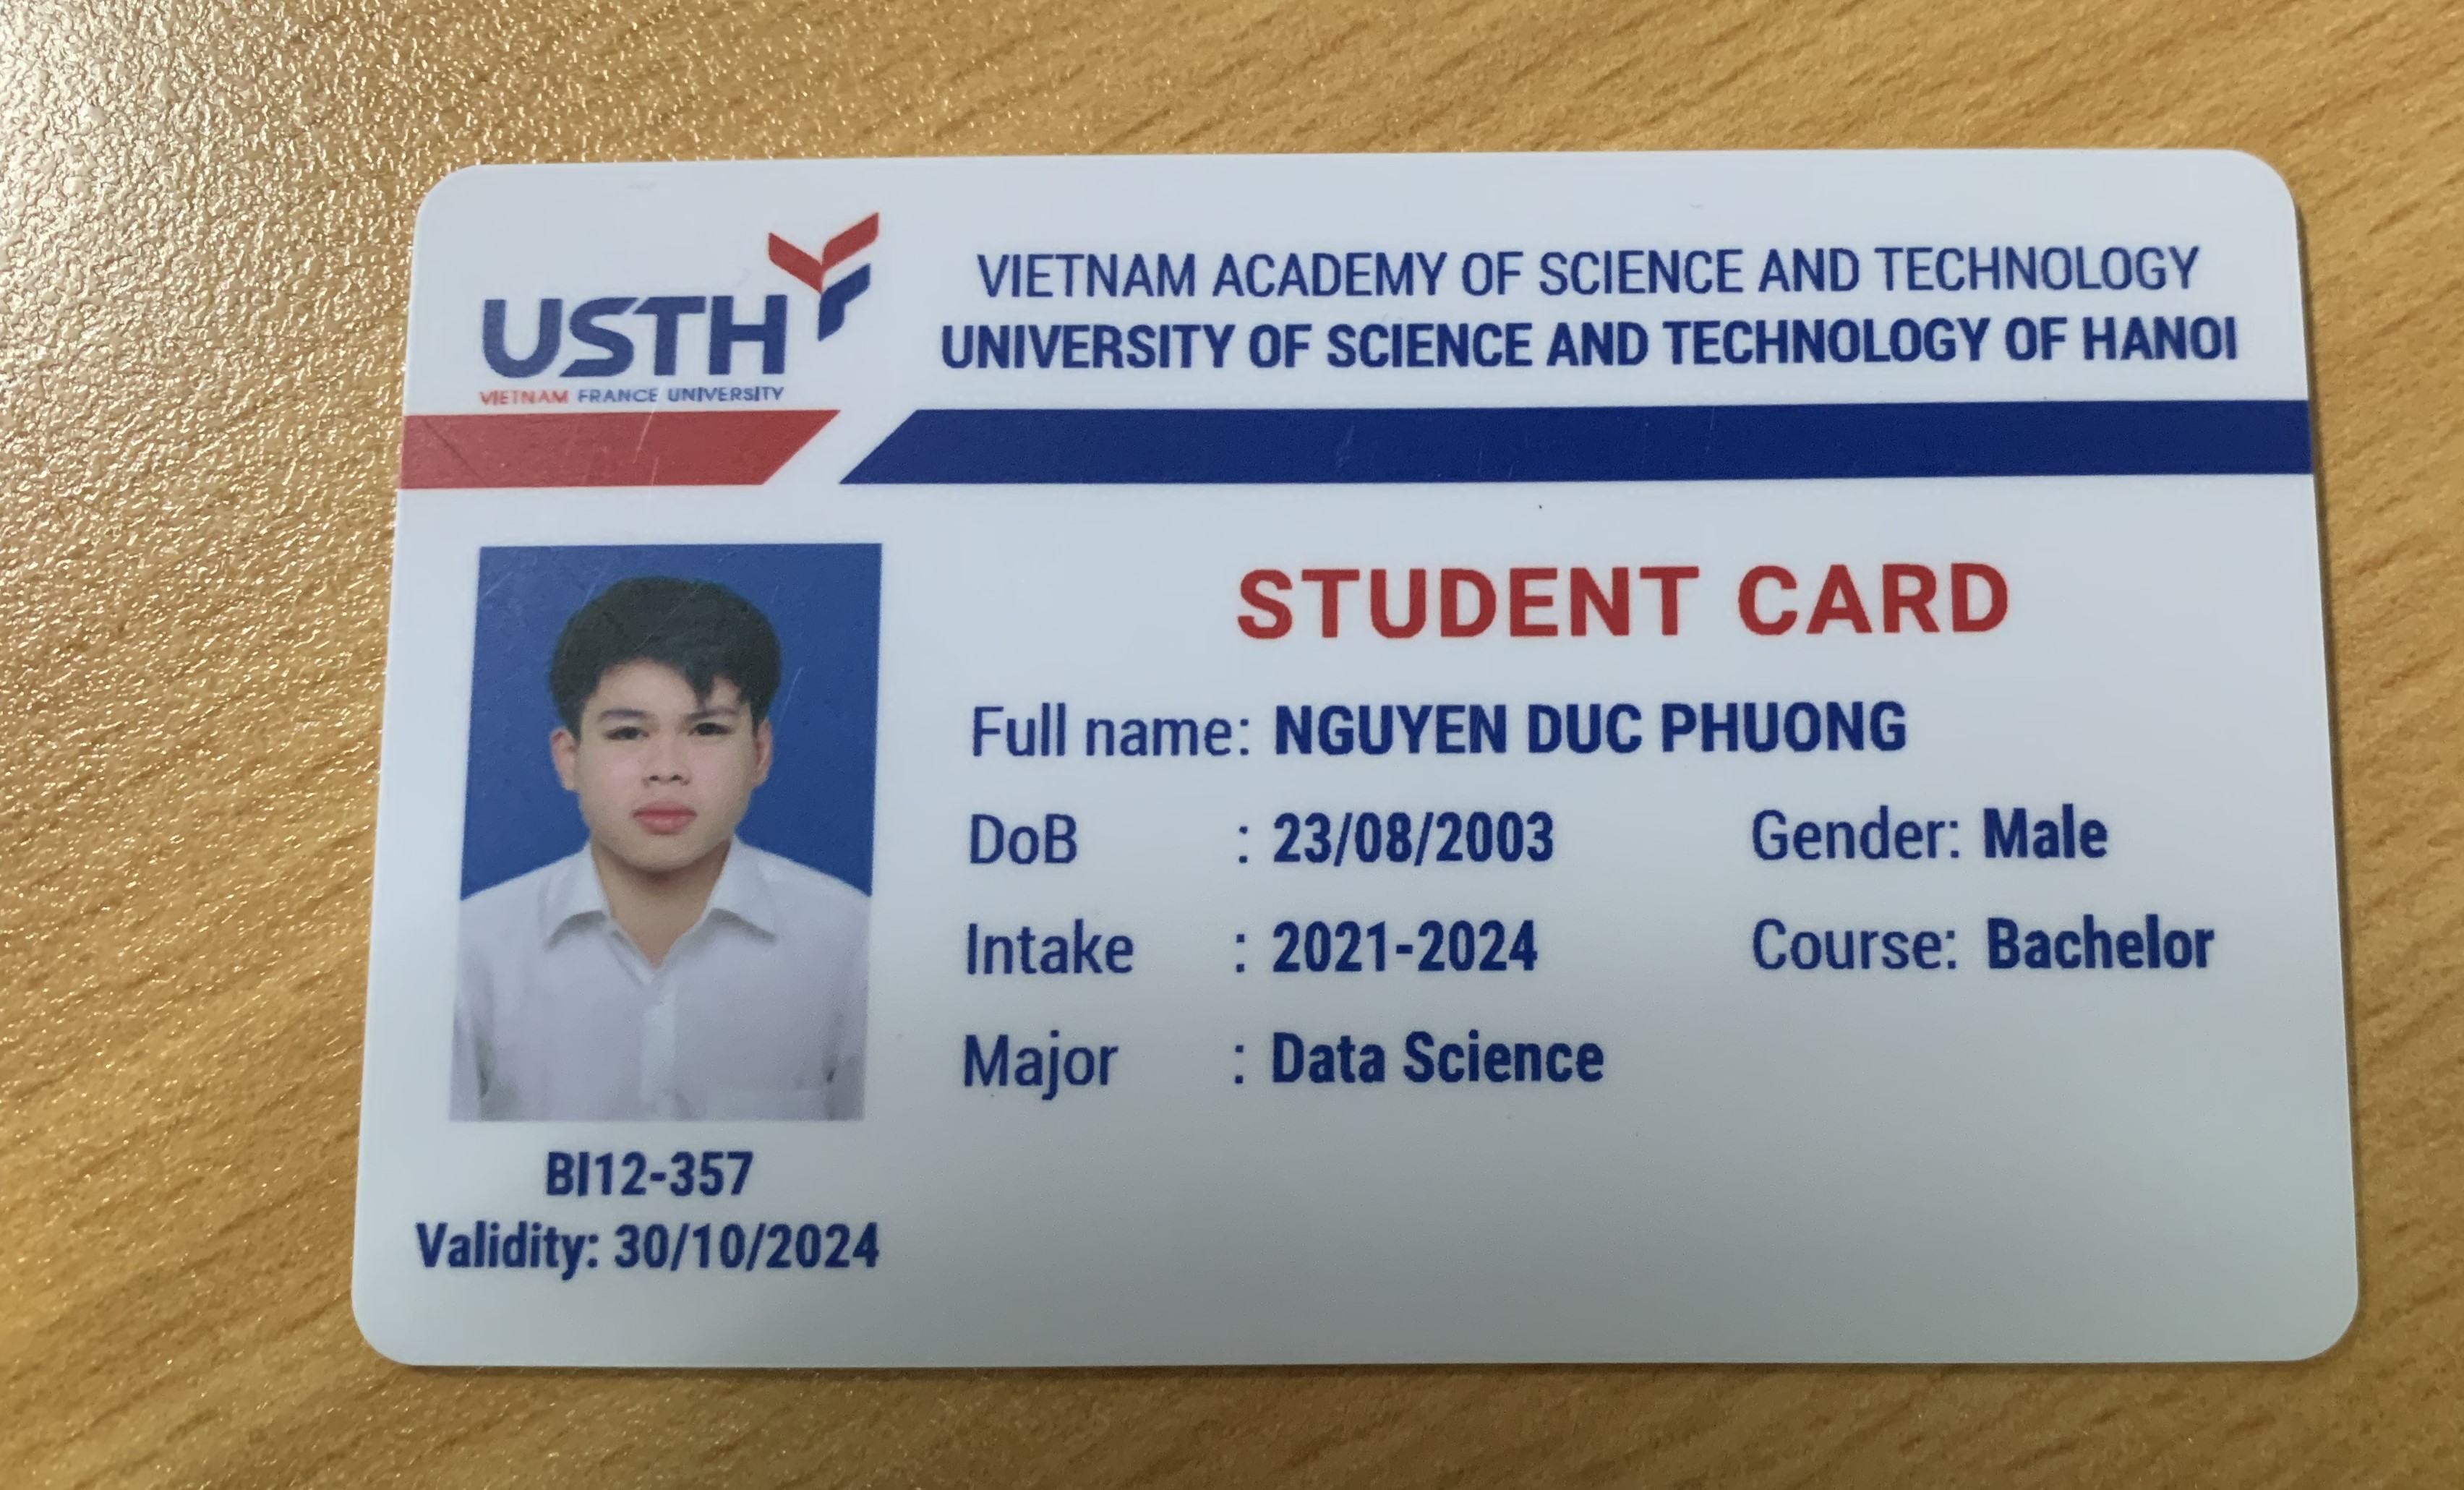 USTH
VIETNAM FRANCE UNIVERSITY
VIETNAM ACADEMY OF SCIENCE AND TECHNOLOGY
UNIVERSITY OF SCIENCE AND TECHNOLOGY OF HANOI
STUDENT CARD
Full name: NGUYEN DUC PHUONG
DoB : 23/08/2003 Gender: Male
Intake : 2021-2024 Course: Bachelor
Major : Data Science
BI12-357
Validity: 30/10/2024